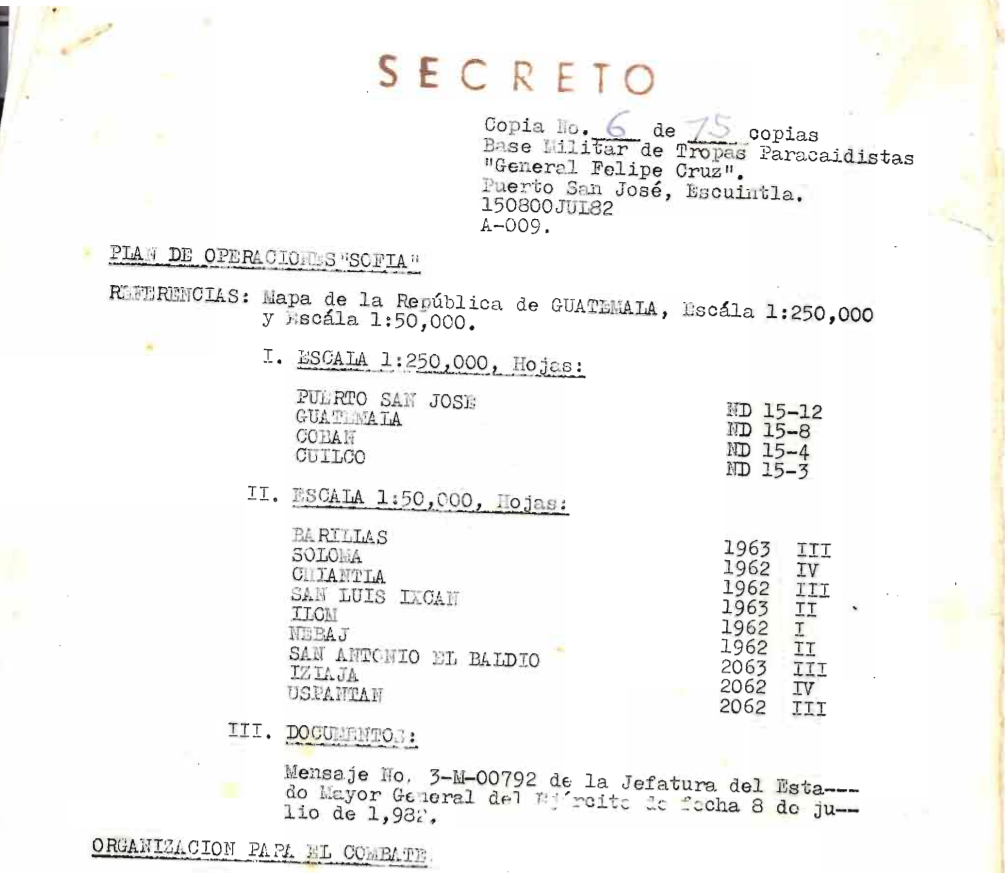 SECRETO
Copia No. 6 de 15 copias
Base Militar de Tropas Paracaidistas
"General Felipe Cruz".
Puerto San José, Escuintla.
150800JUL82
A-009.
PLAN DE OPERACIONES "SOFIA"
REFERENCIAS: Mapa de la República de GUATEMALA, Escála 1:250,000
y Escála 1:50,000.
I. ESCALA 1:250,000, Hojas:
PUERTO SAN JOSE ND 15-12
GUATEMALA ND 15-8
COBAN ND 15-4
CUILCO ND 15-3
II. ESCALA 1:50,000, Hojas:
BARILLAS 1963 III
SOLOMA 1962 IV
CHIANTLA 1962 III
SAN LUIS IXCAN 1963 II
ILOM 1962 I
NEBAJ 1962 II
SAN ANTONIO EL BALDIO 2063 III
IZIAJA 2062 IV
USPANTAN 2062 III
III. DOCUMENTOS:
Mensaje No. 3-M-00792 de la Jefatura del Esta---
do Mayor General del Ejército de fecha 8 de ju--
lio de 1,982.
ORGANIZACION PARA EL COMBATE